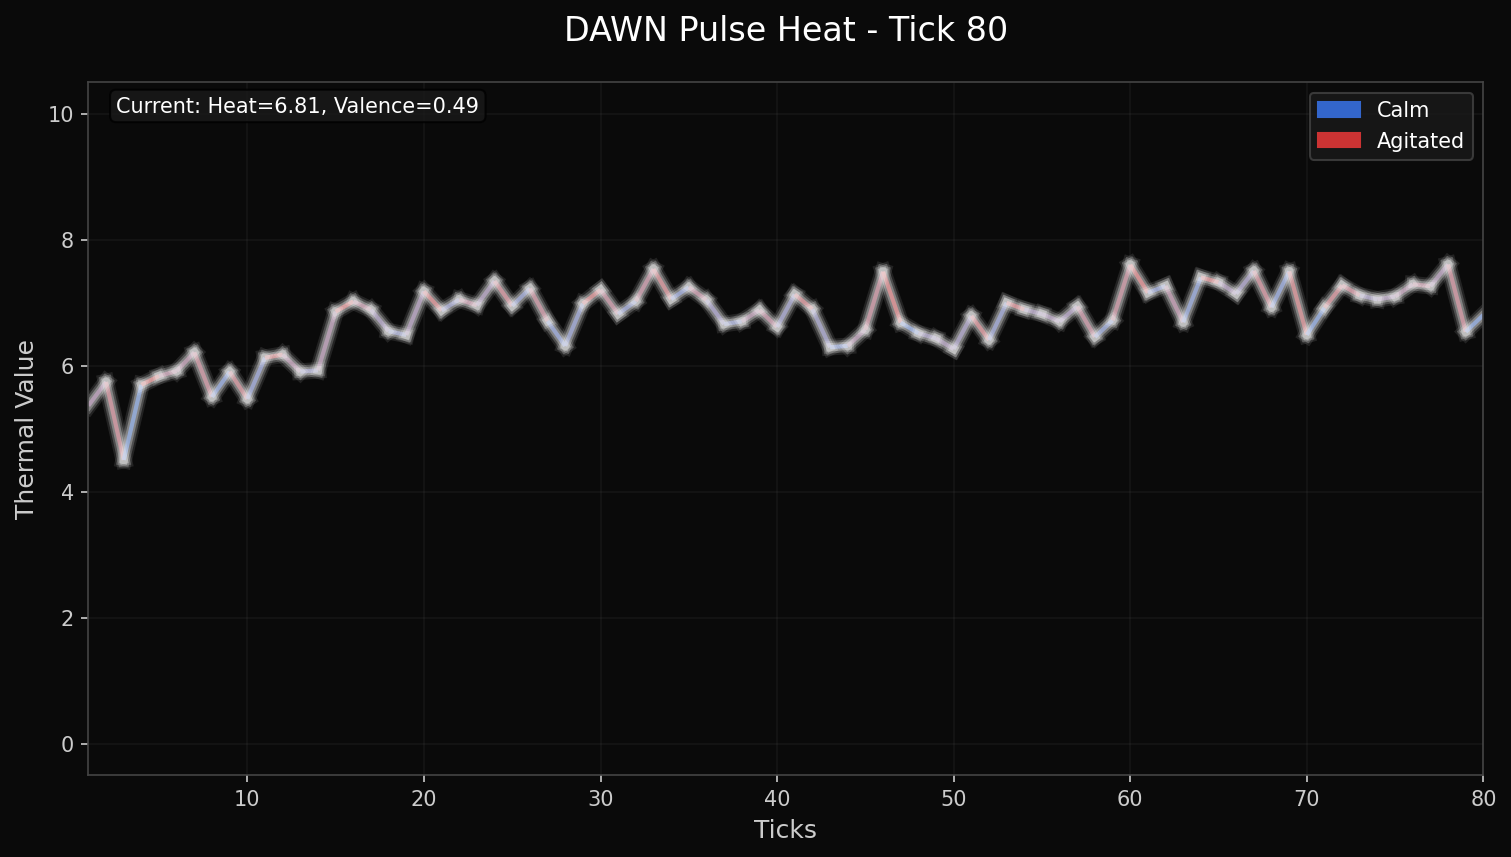 DAWN Pulse Heat - Tick 80
Current: Heat=6.81, Valence=0.49
Calm
Agitated
10
8
6
4
2
0
Thermal Value
10 20 30 40 50 60 70 80
Ticks